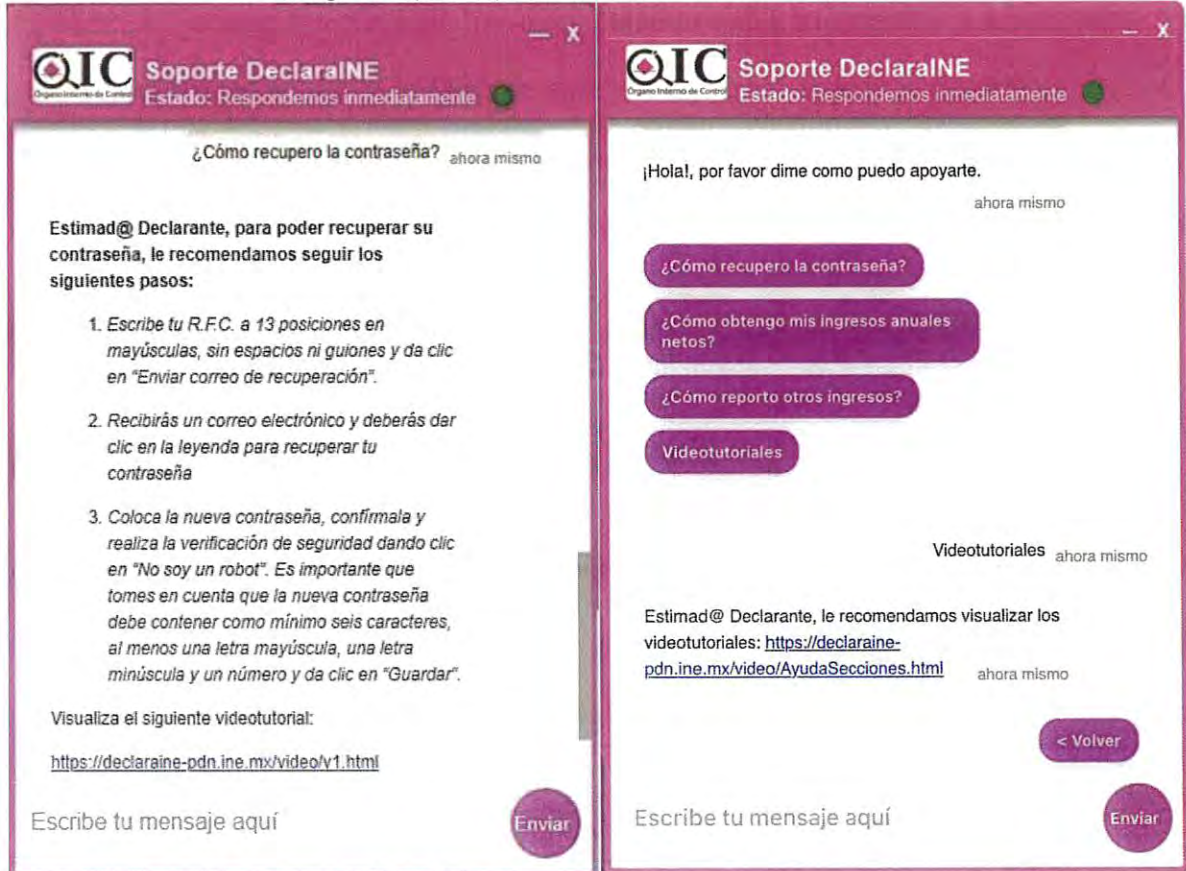 — X
OIC
Órgano Interno de Control
Soporte DeclaraINE
Estado: Respondemos inmediatamente
¿Cómo recupero la contraseña? ahora mismo
Estimad@ Declarante, para poder recuperar su
contraseña, le recomendamos seguir los
siguientes pasos:
1. Escribe tu R.F.C. a 13 posiciones en
mayúsculas, sin espacios ni guiones y da clic
en "Enviar correo de recuperación".
2. Recibirás un correo electrónico y deberás dar
clic en la leyenda para recuperar tu
contraseña
3. Coloca la nueva contraseña, confírmala y
realiza la verificación de seguridad dando clic
en "No soy un robot". Es importante que
tomes en cuenta que la nueva contraseña
debe contener como mínimo seis caracteres,
al menos una letra mayúscula, una letra
minúscula y un número y da clic en "Guardar".
Visualiza el siguiente videotutorial:
https://declaraine-pdn.ine.mx/video/v1.html
Escribe tu mensaje aquí
Enviar
— X
OIC
Órgano Interno de Control
Soporte DeclaraINE
Estado: Respondemos inmediatamente
¡Hola!, por favor dime como puedo apoyarte.
ahora mismo
¿Cómo recupero la contraseña?
¿Cómo obtengo mis ingresos anuales
netos?
¿Cómo reporto otros ingresos?
Videotutoriales
Videotutoriales ahora mismo
Estimad@ Declarante, le recomendamos visualizar los
videotutoriales: https://declaraine-
pdn.ine.mx/video/AyudaSecciones.html ahora mismo
< Volver
Escribe tu mensaje aquí
Enviar